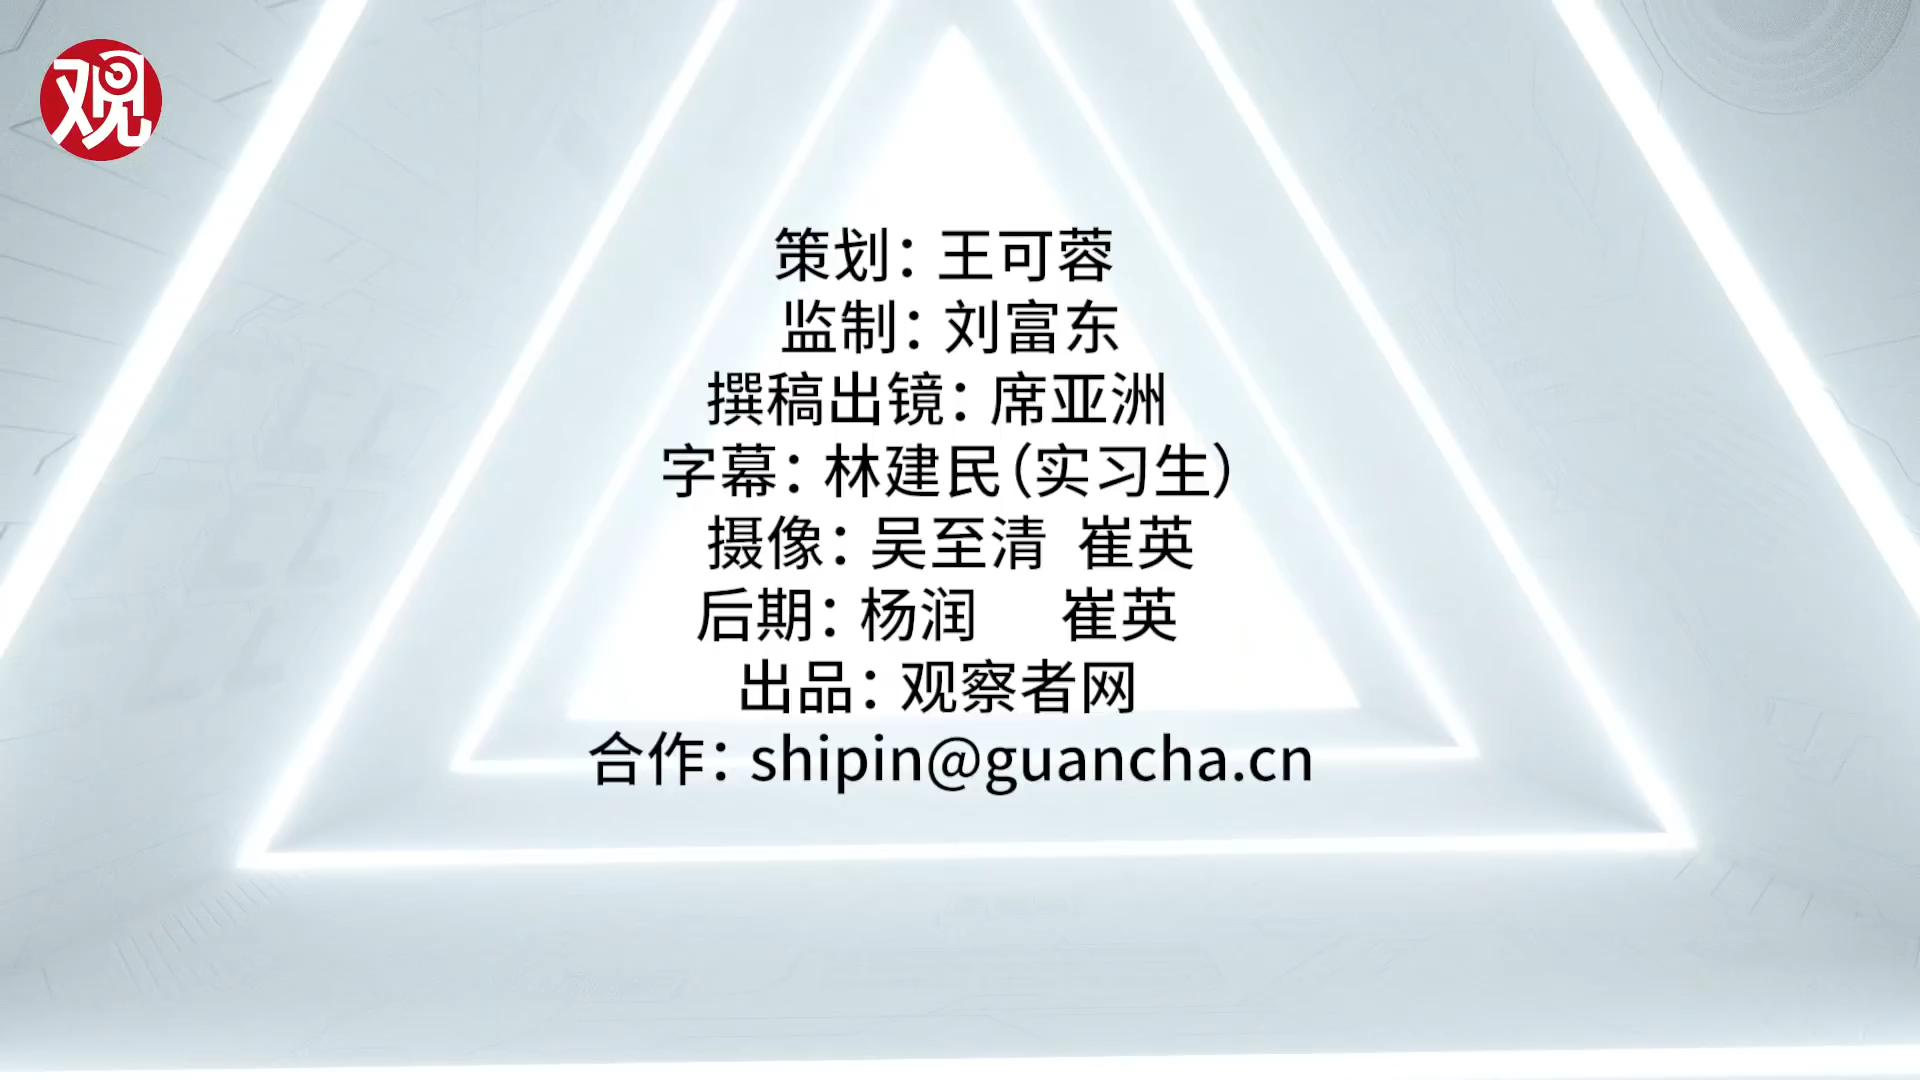 观
策划：王可蓉
监制：刘富东
撰稿出镜：席亚洲
字幕：林建民（实习生）
摄像：吴至清 崔英
后期：杨润 崔英
出品：观察者网
合作：shipin@guancha.cn